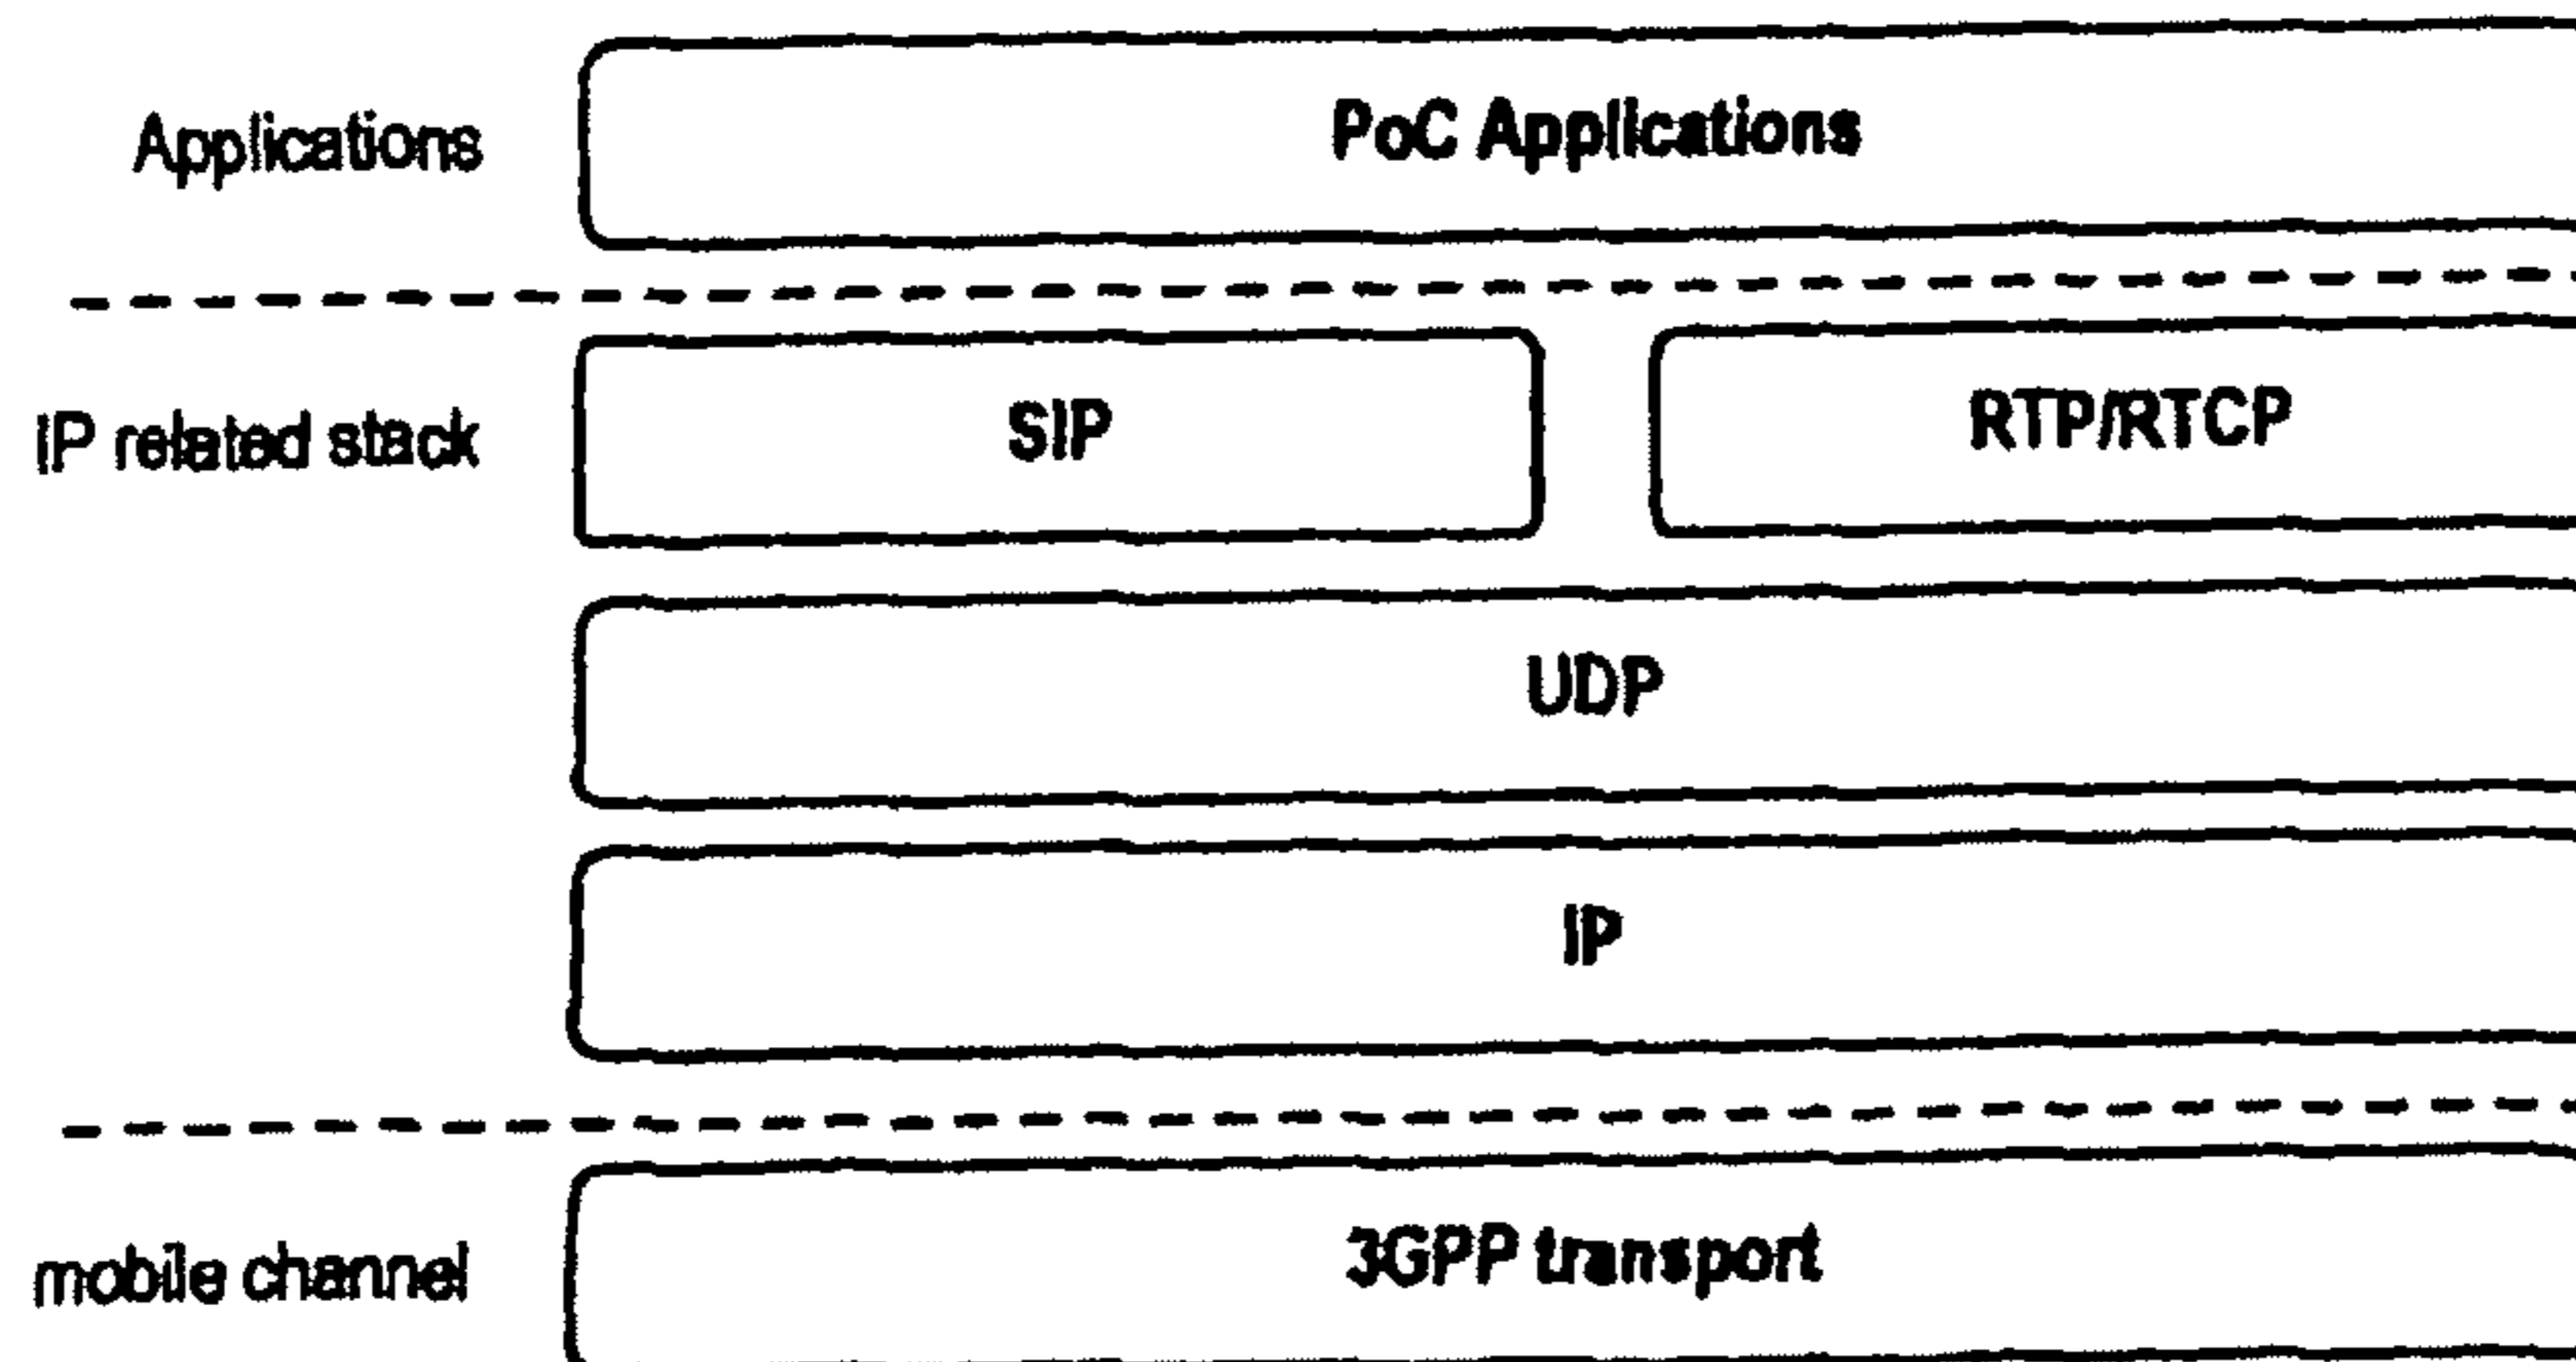 Applications
PoC Applications
IP related stack
SIP
RTP/RTCP
UDP
IP
mobile channel
3GPP transport